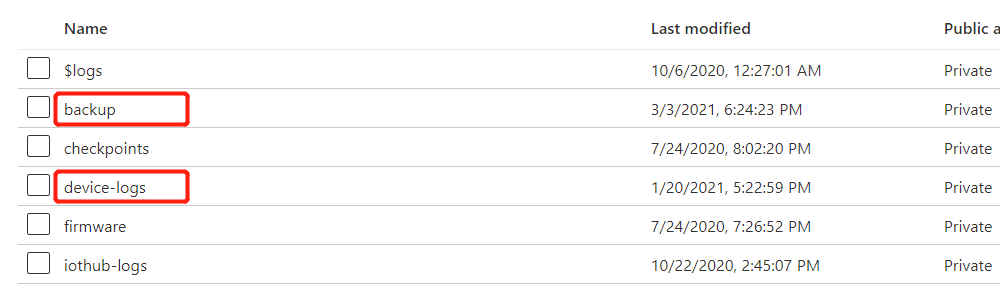 Name Last modified Public a
$logs 10/6/2020, 12:27:01 AM Private
backup 3/3/2021, 6:24:23 PM Private
checkpoints 7/24/2020, 8:02:20 PM Private
device-logs 1/20/2021, 5:22:59 PM Private
firmware 7/24/2020, 7:26:52 PM Private
iothub-logs 10/22/2020, 2:45:07 PM Private